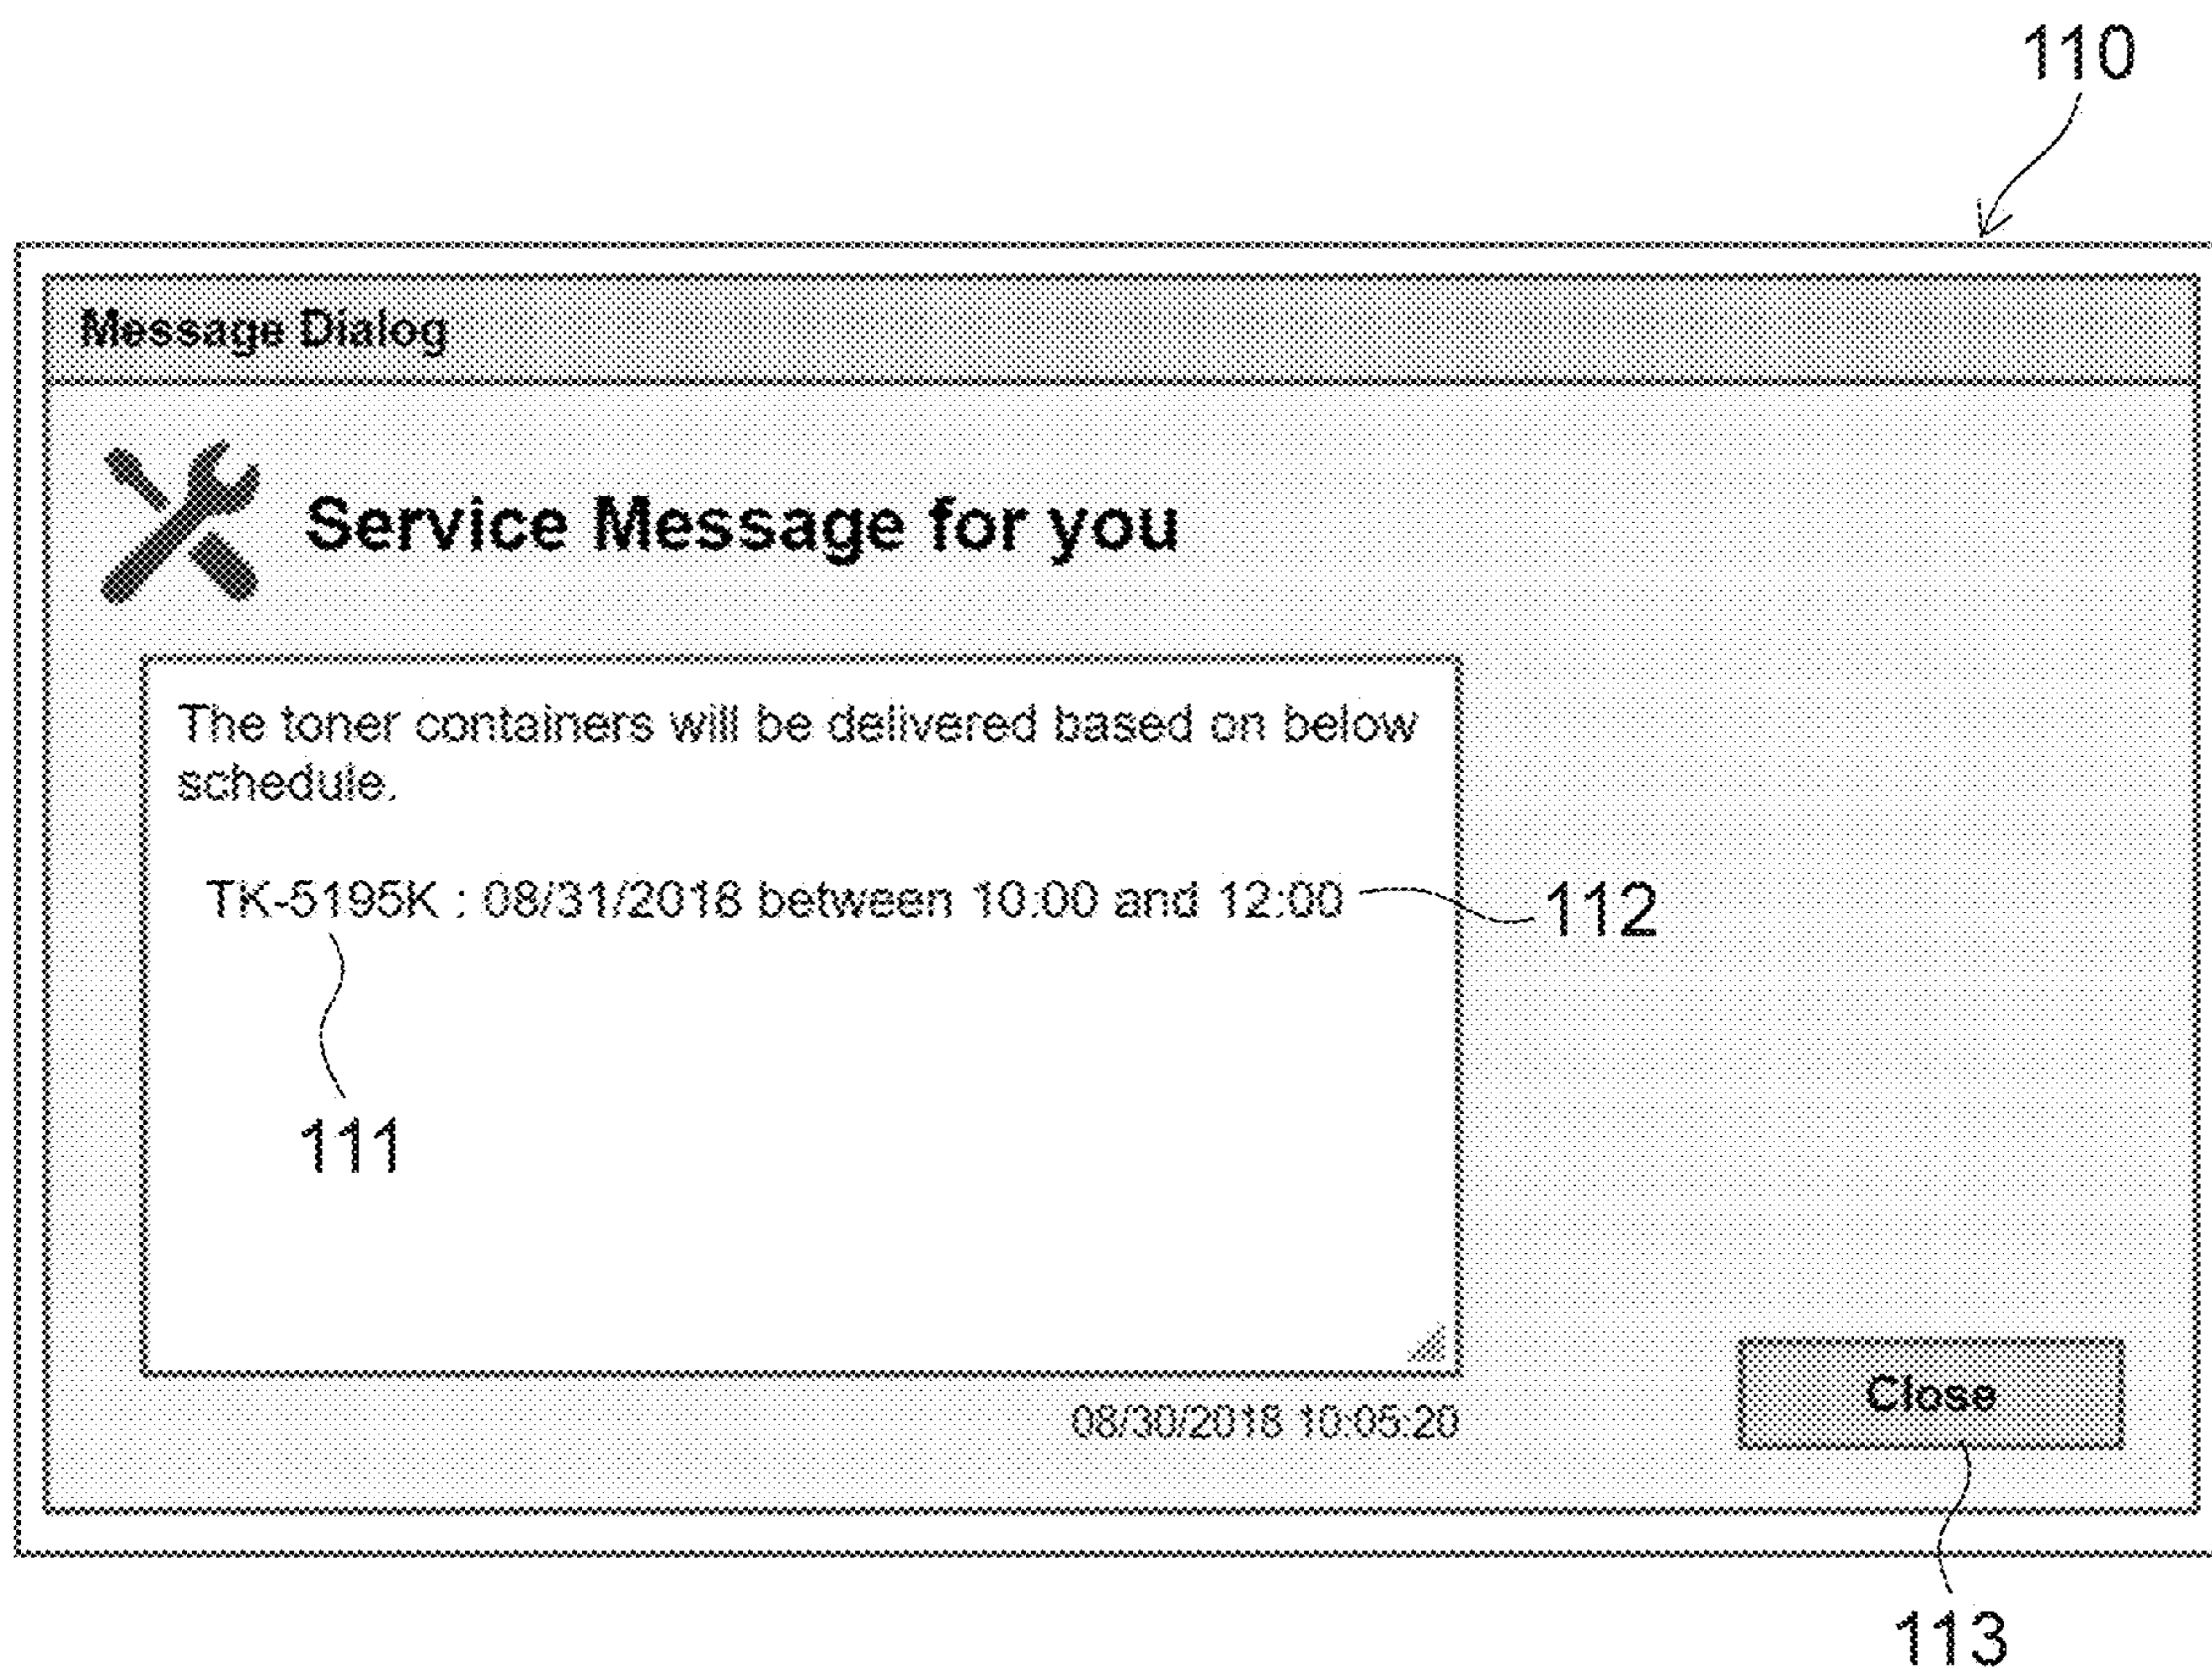 110
Message Dialog
Service Message for you
The toner containers will be delivered based on below
schedule.
TK-5195K : 08/31/2018 between 10:00 and 12:00
112
111
08/30/2018 10:05:20
Close
113